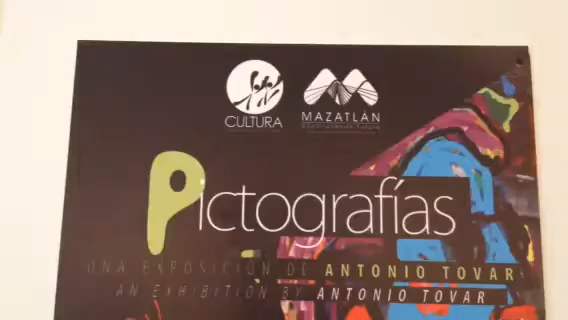 CULTURA
MAZATLÁN
Pictografías
UNA EXPOSICIÓN DE ANTONIO TOVAR
AN EXHIBITION BY ANTONIO TOVAR